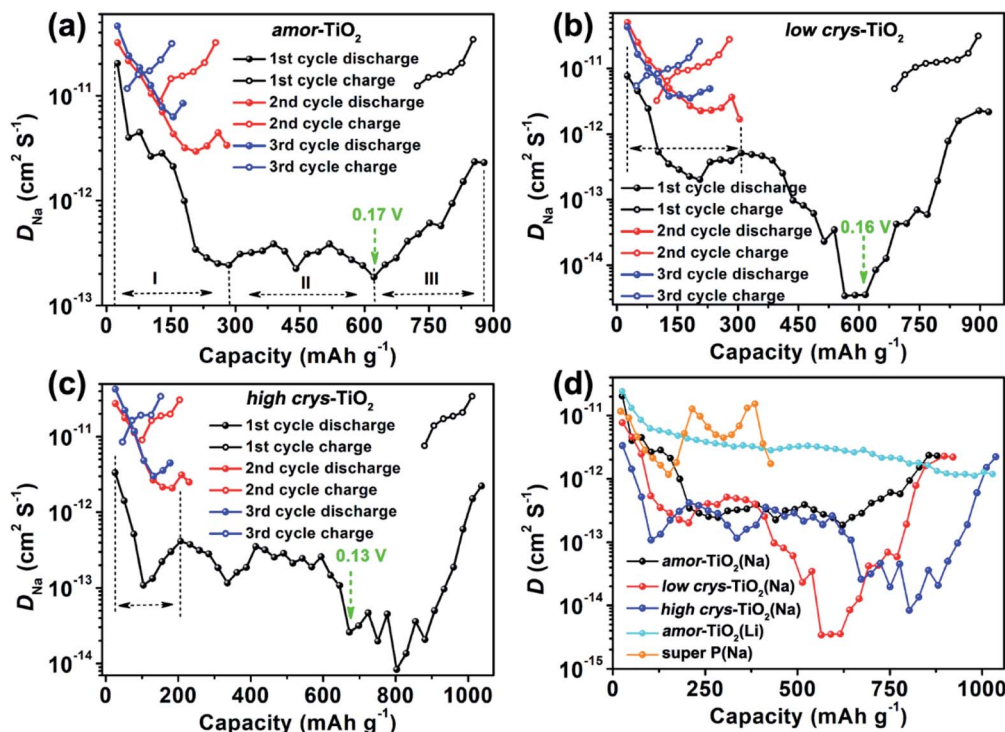 (a)
amor-TiO2
1st cycle discharge
1st cycle charge
2nd cycle discharge
2nd cycle charge
3rd cycle discharge
3rd cycle charge
0.17 V
I
II
III
10-11
10-12
10-13
DNa (cm2 S-1)
0 150 300 450 600 750 900
Capacity (mAh g-1)
(b)
low crys-TiO2
1st cycle discharge
1st cycle charge
2nd cycle discharge
2nd cycle charge
3rd cycle discharge
3rd cycle charge
0.16 V
10-11
10-12
10-13
10-14
DNa (cm2 S-1)
0 150 300 450 600 750 900
Capacity (mAh g-1)
(c)
high crys-TiO2
1st cycle discharge
1st cycle charge
2nd cycle discharge
2nd cycle charge
3rd cycle discharge
3rd cycle charge
0.13 V
10-11
10-12
10-13
10-14
DNa (cm2 S-1)
0 200 400 600 800 1000
Capacity (mAh g-1)
(d)
amor-TiO2(Na)
low crys-TiO2(Na)
high crys-TiO2(Na)
amor-TiO2(Li)
super P(Na)
10-11
10-12
10-13
10-14
10-15
D (cm2 S-1)
0 250 500 750 1000
Capacity (mAh g-1)